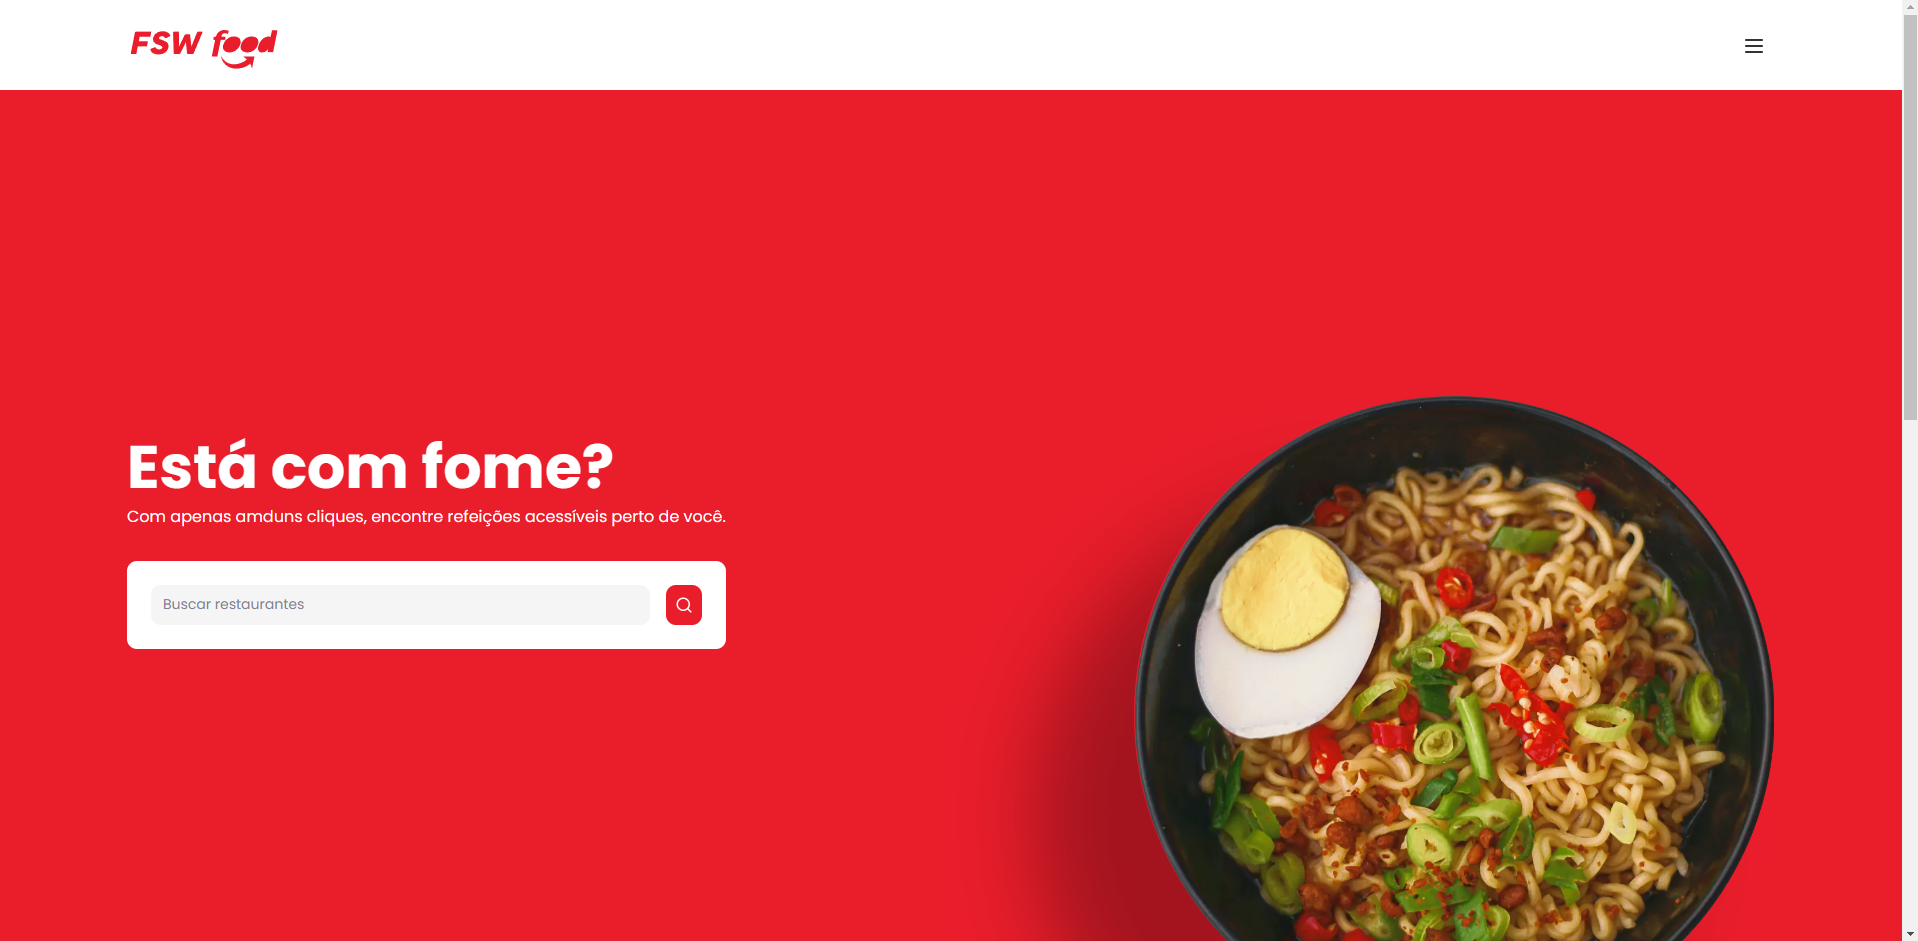 FSW food
Está com fome?
Com apenas amduns cliques, encontre refeições acessíveis perto de você.
Buscar restaurantes